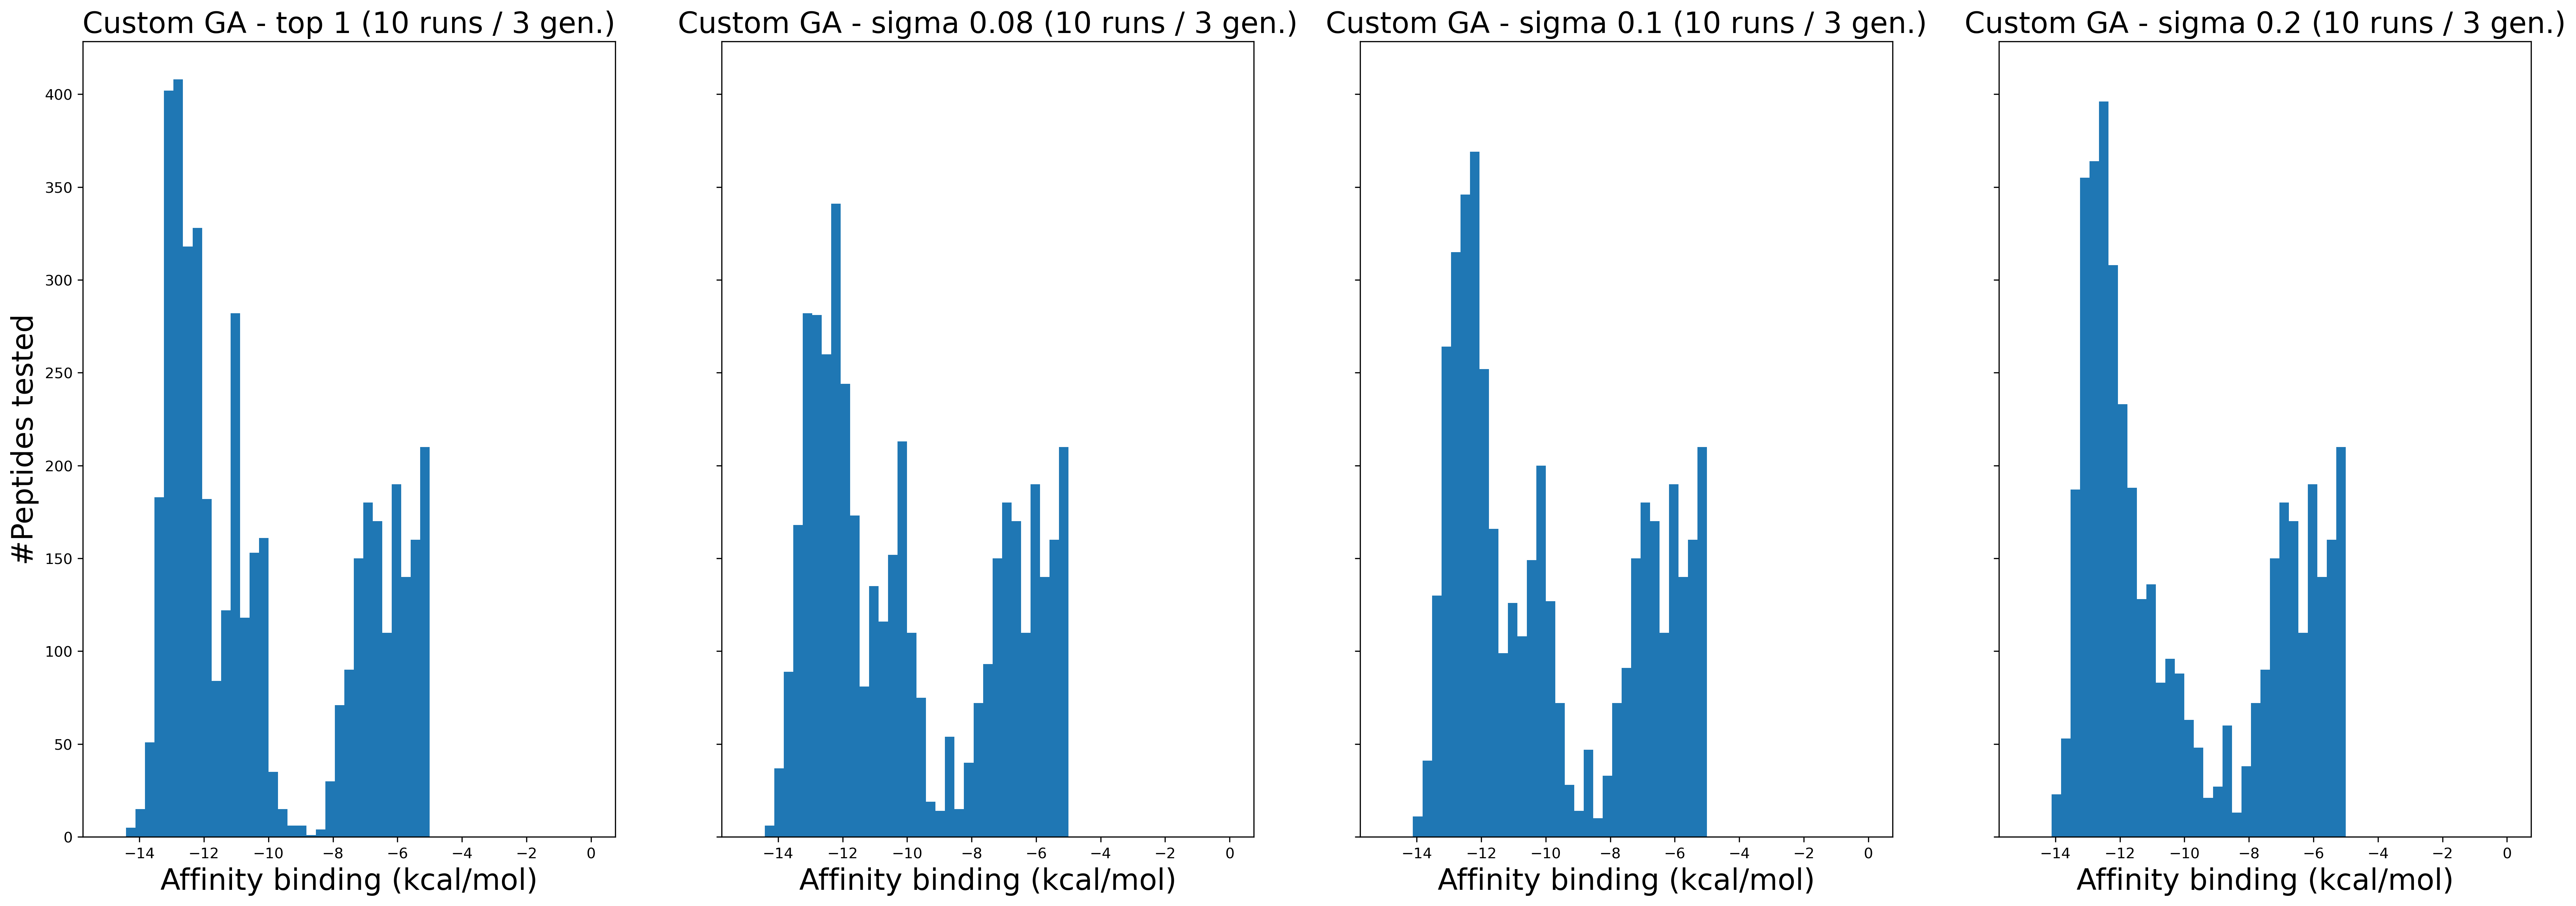 Custom GA - top 1 (10 runs / 3 gen.)
Custom GA - sigma 0.08 (10 runs / 3 gen.)
Custom GA - sigma 0.1 (10 runs / 3 gen.)
Custom GA - sigma 0.2 (10 runs / 3 gen.)
#Peptides tested
400
350
300
250
200
150
100
50
0
−14 −12 −10 −8 −6 −4 −2 0
−14 −12 −10 −8 −6 −4 −2 0
−14 −12 −10 −8 −6 −4 −2 0
−14 −12 −10 −8 −6 −4 −2 0
Affinity binding (kcal/mol)
Affinity binding (kcal/mol)
Affinity binding (kcal/mol)
Affinity binding (kcal/mol)